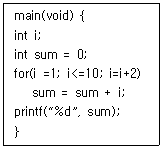 main(void) {
int i;
int sum = 0;
for(i =1; i<=10; i=i+2)
sum = sum + i;
printf(“%d”, sum);
}